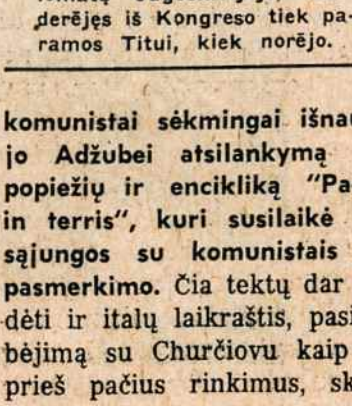 derėjęs iš Kongreso tiek pa-
ramos Titui, kiek norėjo.
komunistai sėkmingai išnau
jo Adžubei atsilankymą
popiežių ir encikliką "Pa
in terris", kuri susilaikė
sąjungos su komunistais
pasmerkimo. Čia tektų dar
dėti ir italų laikraštis, pasi
bėjimą su Churčiovu kaip
prieš pačius rinkimus, sk